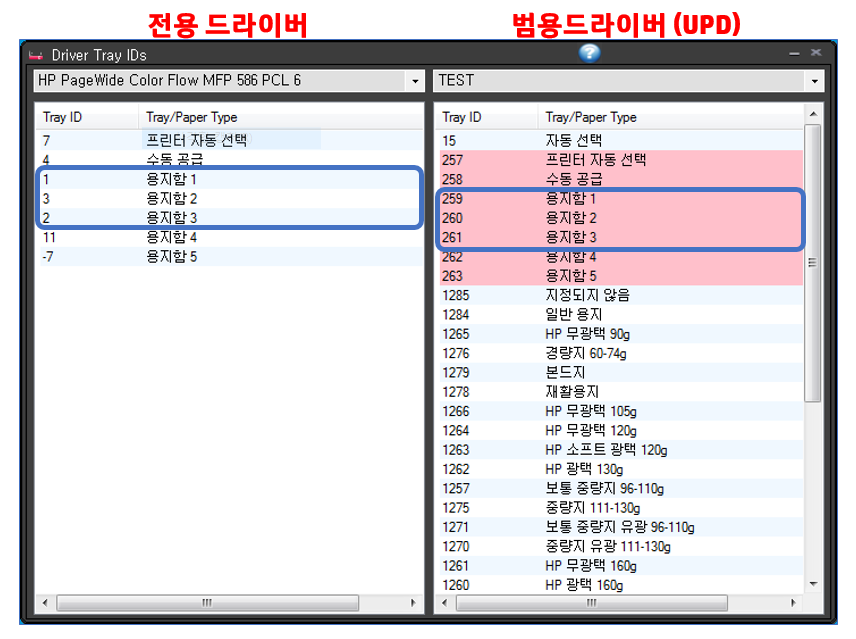 전용 드라이버
범용드라이버 (UPD)
Driver Tray IDs
HP PageWide Color Flow MFP 586 PCL 6
Tray ID Tray/Paper Type
7 프린터 자동 선택
4 수동 공급
1 용지함 1
3 용지함 2
2 용지함 3
11 용지함 4
-7 용지함 5
TEST
Tray ID Tray/Paper Type
15 자동 선택
257 프린터 자동 선택
258 수동 공급
259 용지함 1
260 용지함 2
261 용지함 3
262 용지함 4
263 용지함 5
1285 지정되지 않음
1284 일반 용지
1265 HP 무광택 90g
1276 경량지 60-74g
1279 본드지
1278 재활용지
1266 HP 무광택 105g
1264 HP 무광택 120g
1263 HP 소프트 광택 120g
1262 HP 광택 130g
1257 보통 중량지 96-110g
1275 중량지 111-130g
1271 보통 중량지 유광 96-110g
1270 중량지 유광 111-130g
1261 HP 무광택 160g
1260 HP 광택 160g